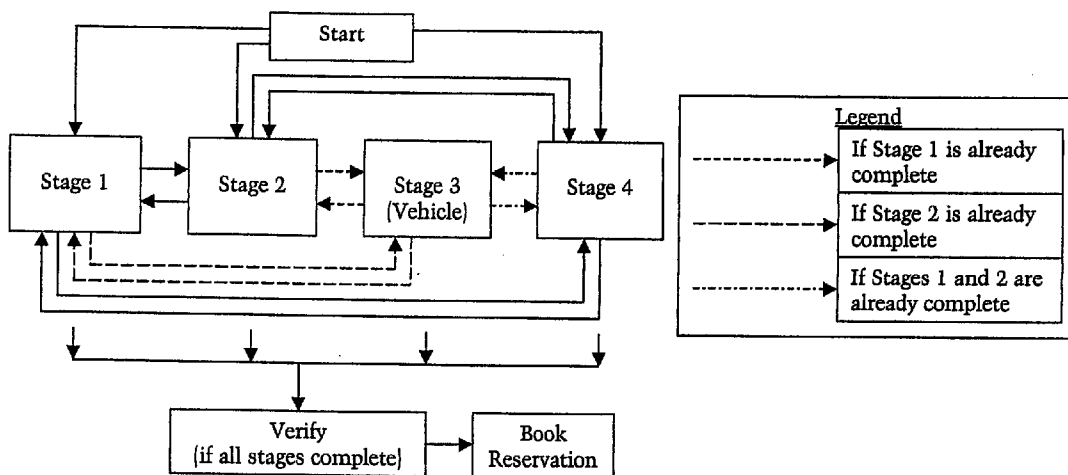 Start
Stage 1
Stage 2
Stage 3
(Vehicle)
Stage 4
Legend
If Stage 1 is already
complete
If Stage 2 is already
complete
If Stages 1 and 2 are
already complete
Verify
(if all stages complete)
Book
Reservation